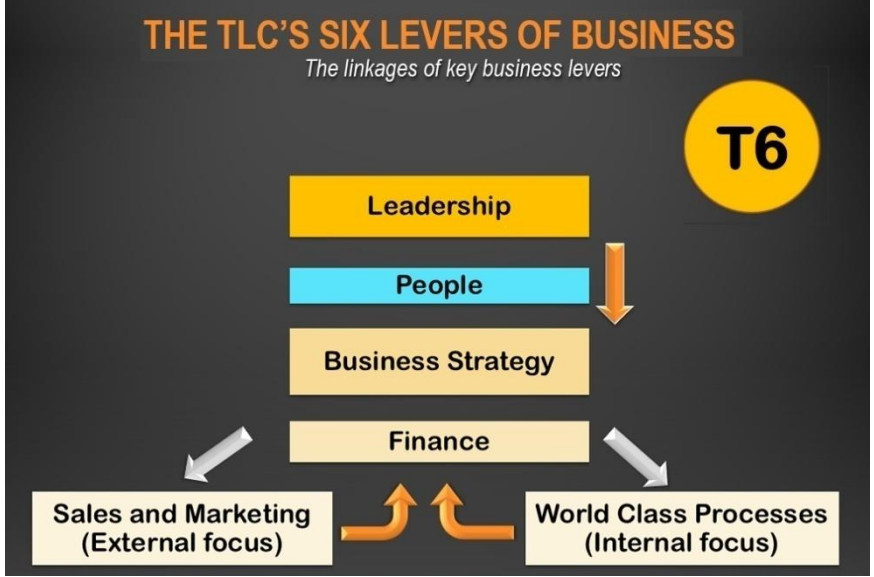 THE TLC'S SIX LEVERS OF BUSINESS
The linkages of key business levers
T6
Leadership
People
Business Strategy
Finance
Sales and Marketing
(External focus)
World Class Processes
(Internal focus)